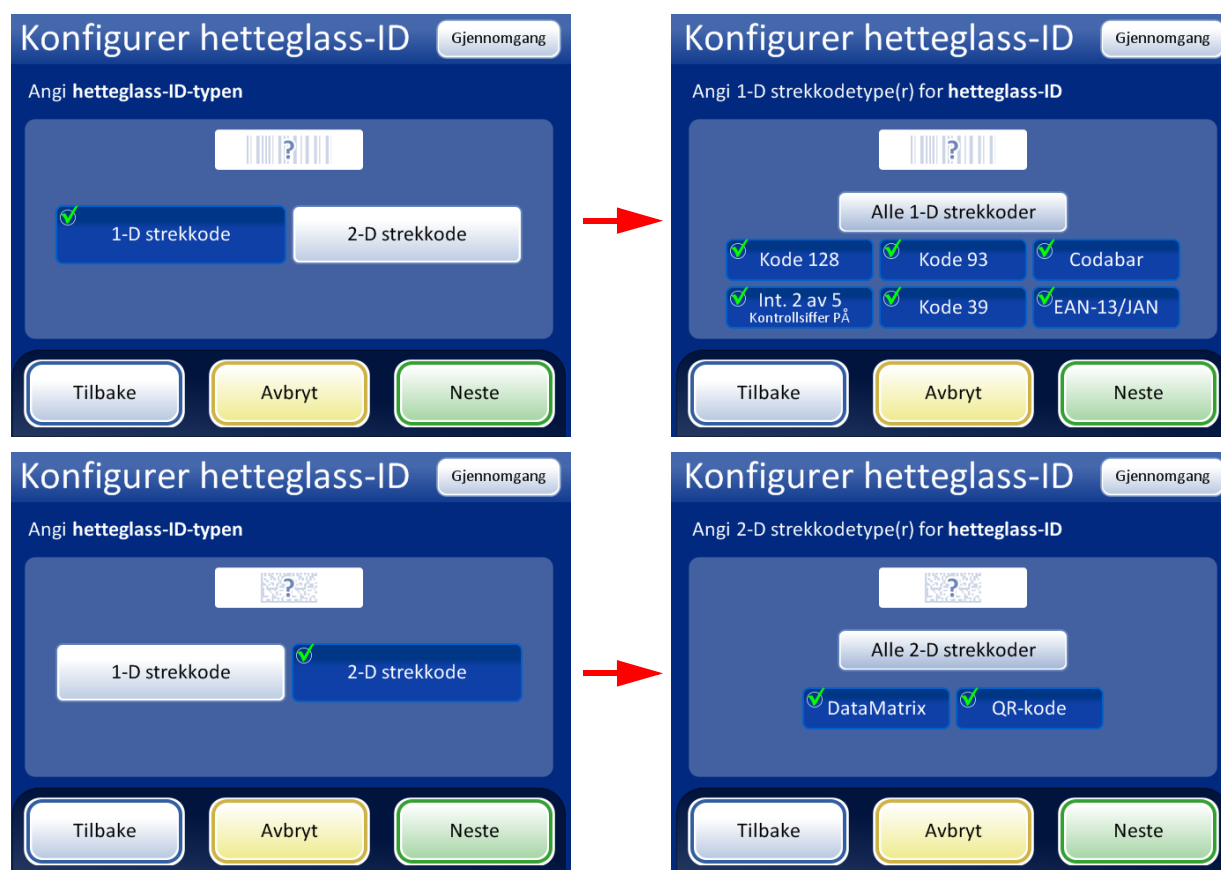 Konfigurer hetteglass-ID
Gjennomgang
Angi hetteglass-ID-typen
?
1-D strekkode
2-D strekkode
Tilbake
Avbryt
Neste
Konfigurer hetteglass-ID
Gjennomgang
Angi 1-D strekkodetype(r) for hetteglass-ID
?
Alle 1-D strekkoder
Kode 128
Kode 93
Codabar
Int. 2 av 5
Kontrollsiffer PÅ
Kode 39
EAN-13/JAN
Tilbake
Avbryt
Neste
Konfigurer hetteglass-ID
Gjennomgang
Angi hetteglass-ID-typen
?
1-D strekkode
2-D strekkode
Tilbake
Avbryt
Neste
Konfigurer hetteglass-ID
Gjennomgang
Angi 2-D strekkodetype(r) for hetteglass-ID
?
Alle 2-D strekkoder
DataMatrix
QR-kode
Tilbake
Avbryt
Neste